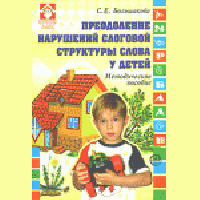 С. Е. Большакова
ПРЕОДОЛЕНИЕ
НАРУШЕНИЙ СЛОГОВОЙ
СТРУКТУРЫ СЛОВА
У ДЕТЕЙ
Методическое
пособие